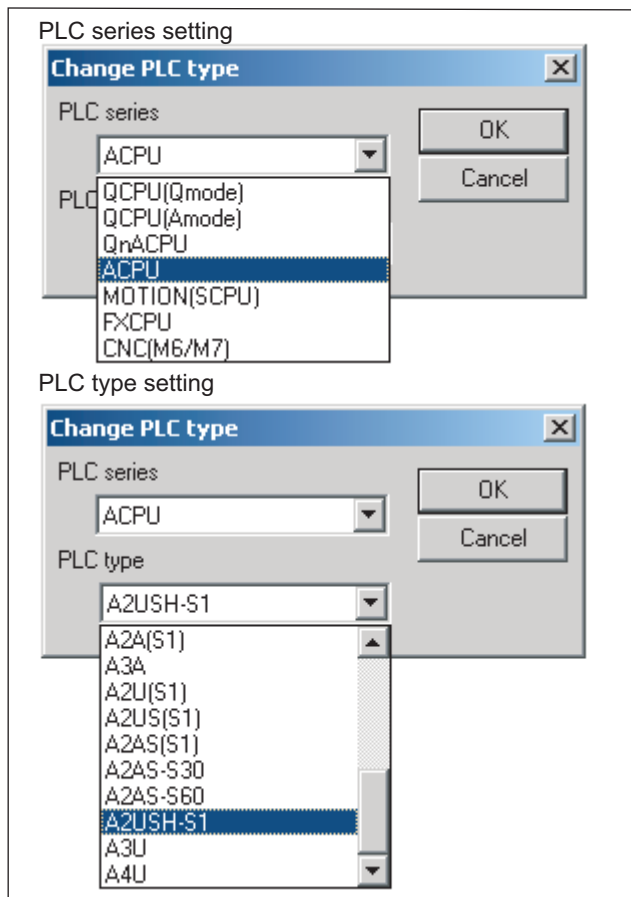 PLC series setting
Change PLC type
PLC series
OK
ACPU
Cancel
PLC
QCPU(Qmode)
QCPU(Amode)
QnACPU
ACPU
MOTION(SCPU)
FXCPU
CNC(M6/M7)
PLC type setting
Change PLC type
PLC series
OK
ACPU
Cancel
PLC type
A2USH-S1
A2A(S1)
A3A
A2U(S1)
A2US(S1)
A2AS(S1)
A2AS-S30
A2AS-S60
A2USH-S1
A3U
A4U